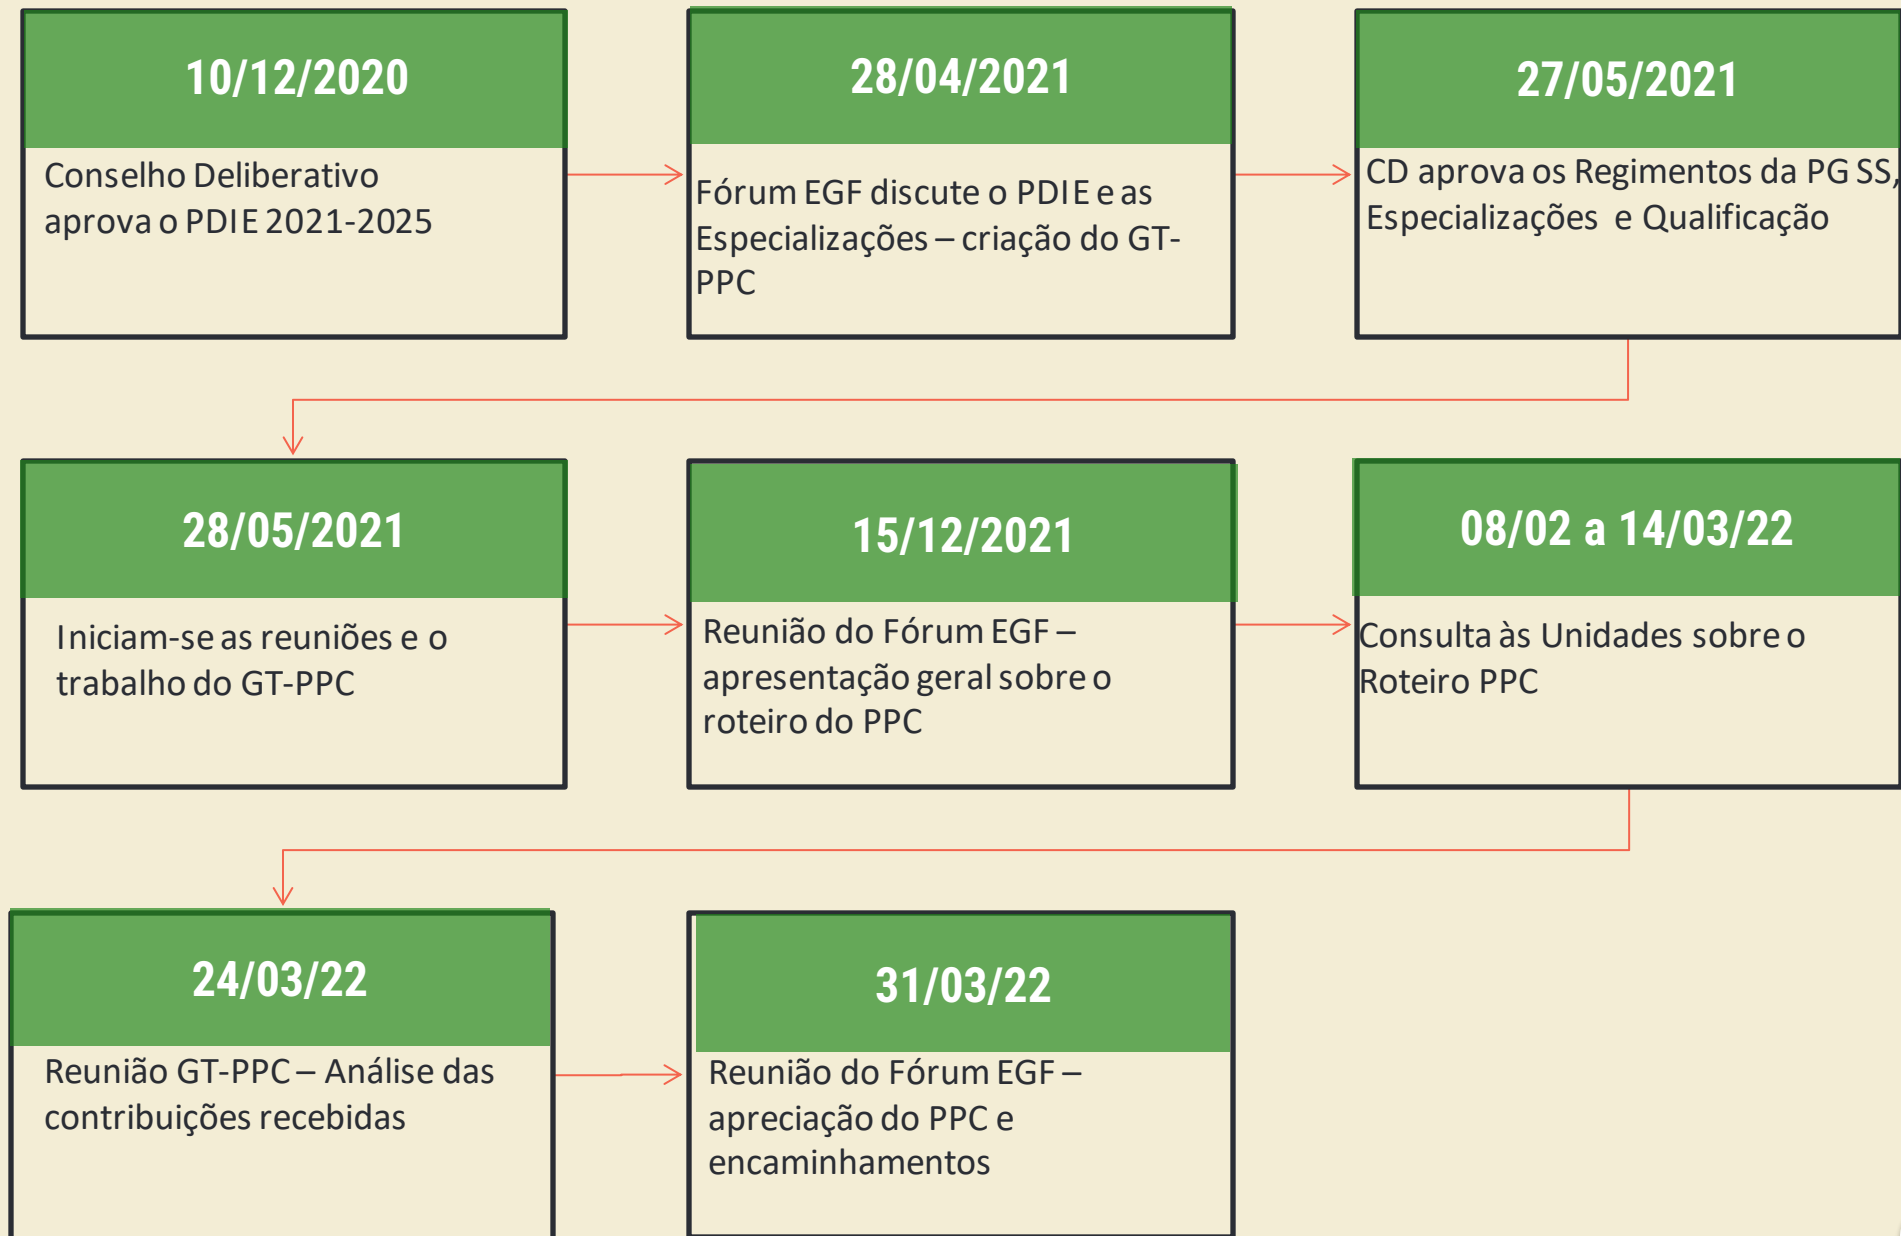 10/12/2020
Conselho Deliberativo
aprova o PDIE 2021-2025
28/04/2021
Fórum EGF discute o PDIE e as
Especializações – criação do GT-
PPC
27/05/2021
CD aprova os Regimentos da PG SS,
Especializações e Qualificação
28/05/2021
Iniciam-se as reuniões e o
trabalho do GT-PPC
15/12/2021
Reunião do Fórum EGF –
apresentação geral sobre o
roteiro do PPC
08/02 a 14/03/22
Consulta às Unidades sobre o
Roteiro PPC
24/03/22
Reunião GT-PPC – Análise das
contribuições recebidas
31/03/22
Reunião do Fórum EGF –
apreciação do PPC e
encaminhamentos